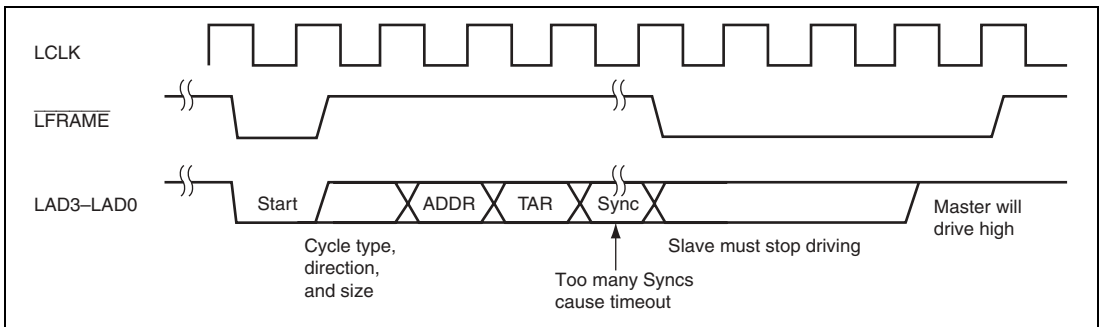 LCLK
LFRAME
LAD3–LAD0
Start
ADDR
TAR
Sync
Cycle type,
direction,
and size
Too many Syncs
cause timeout
Slave must stop driving
Master will
drive high